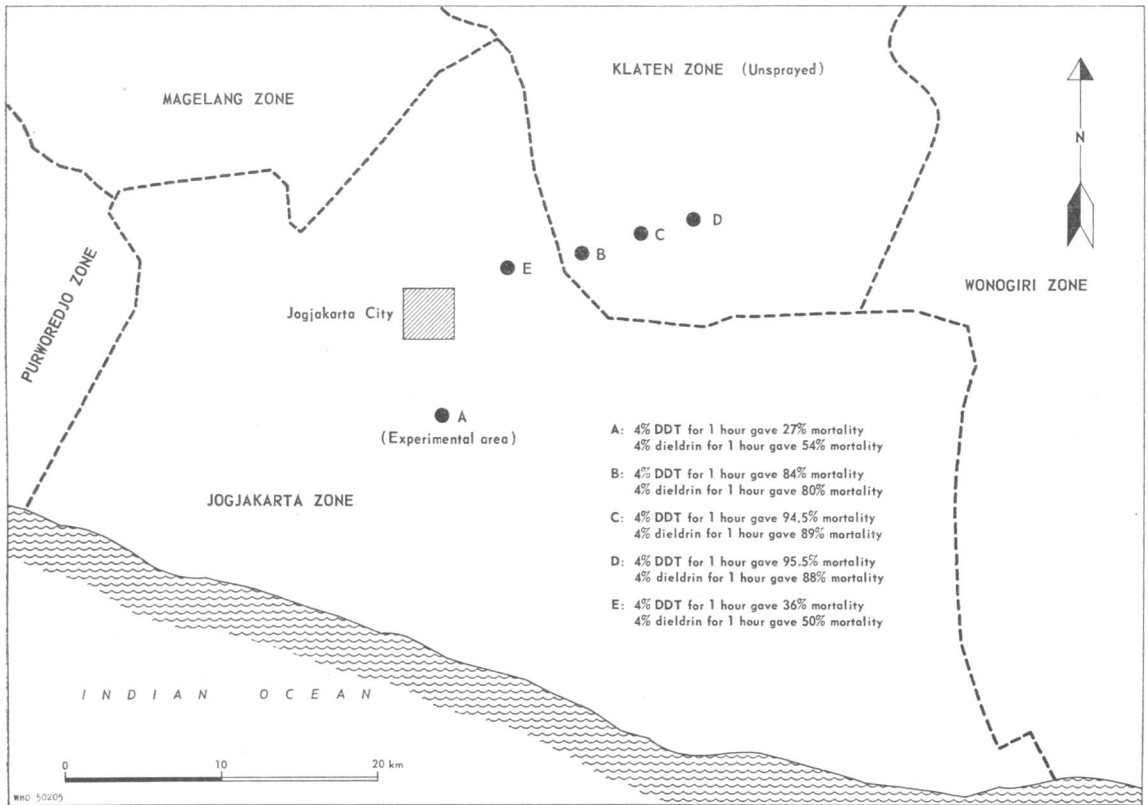 KLATEN ZONE (Unsprayed)
MAGELANG ZONE
N
D
C
B
E
PURWOREDJO ZONE
WONOGIRI ZONE
Jogjakarta City
A
(Experimental area)
A: 4% DDT for 1 hour gave 27% mortality
4% dieldrin for 1 hour gave 54% mortality
B: 4% DDT for 1 hour gave 84% mortality
4% dieldrin for 1 hour gave 80% mortality
C: 4% DDT for 1 hour gave 94.5% mortality
4% dieldrin for 1 hour gave 89% mortality
D: 4% DDT for 1 hour gave 95.5% mortality
4% dieldrin for 1 hour gave 88% mortality
E: 4% DDT for 1 hour gave 36% mortality
4% dieldrin for 1 hour gave 50% mortality
JOGJAKARTA ZONE
INDIAN OCEAN
0 10 20 km
WHO 50205